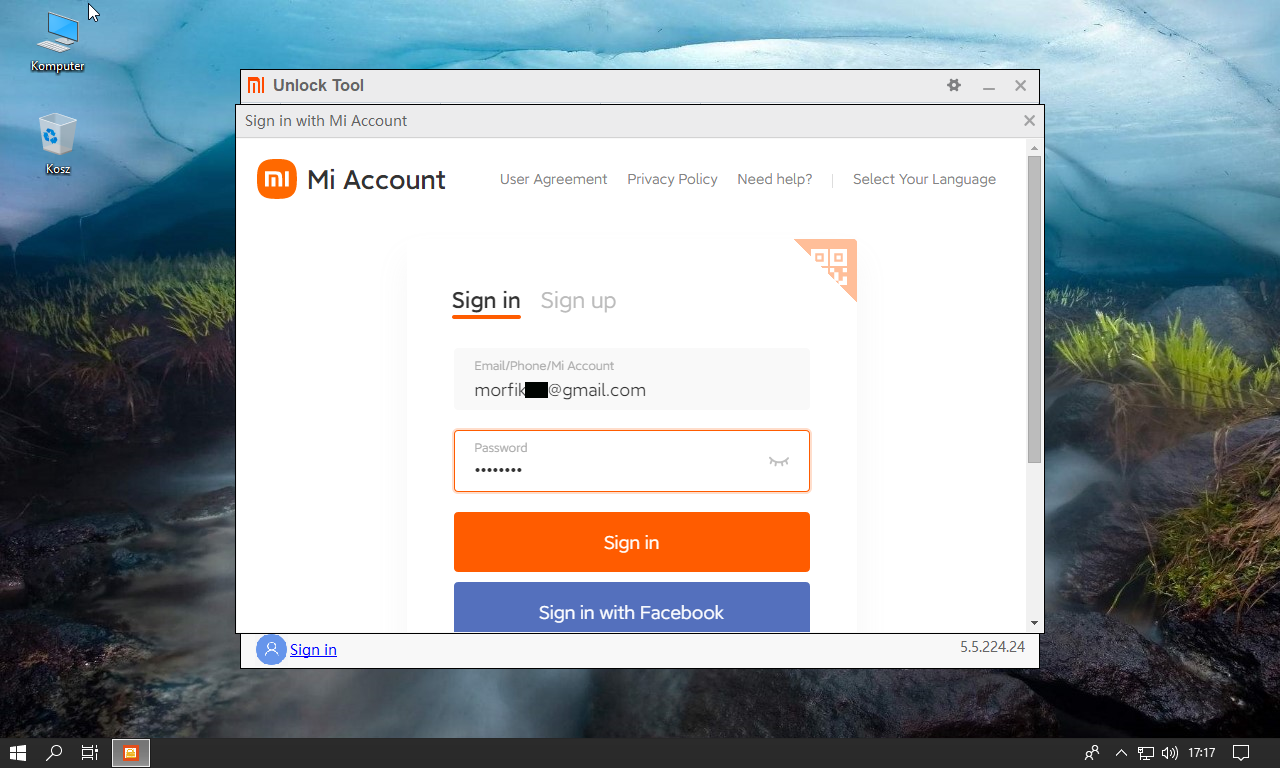 Komputer
Kosz
Unlock Tool
Sign in with Mi Account
Mi Account
User Agreement Privacy Policy Need help? Select Your Language
Sign in Sign up
Email/Phone/Mi Account
morfik @gmail.com
Password
Sign in
Sign in with Facebook
Sign in
5.5.224.24
17:17